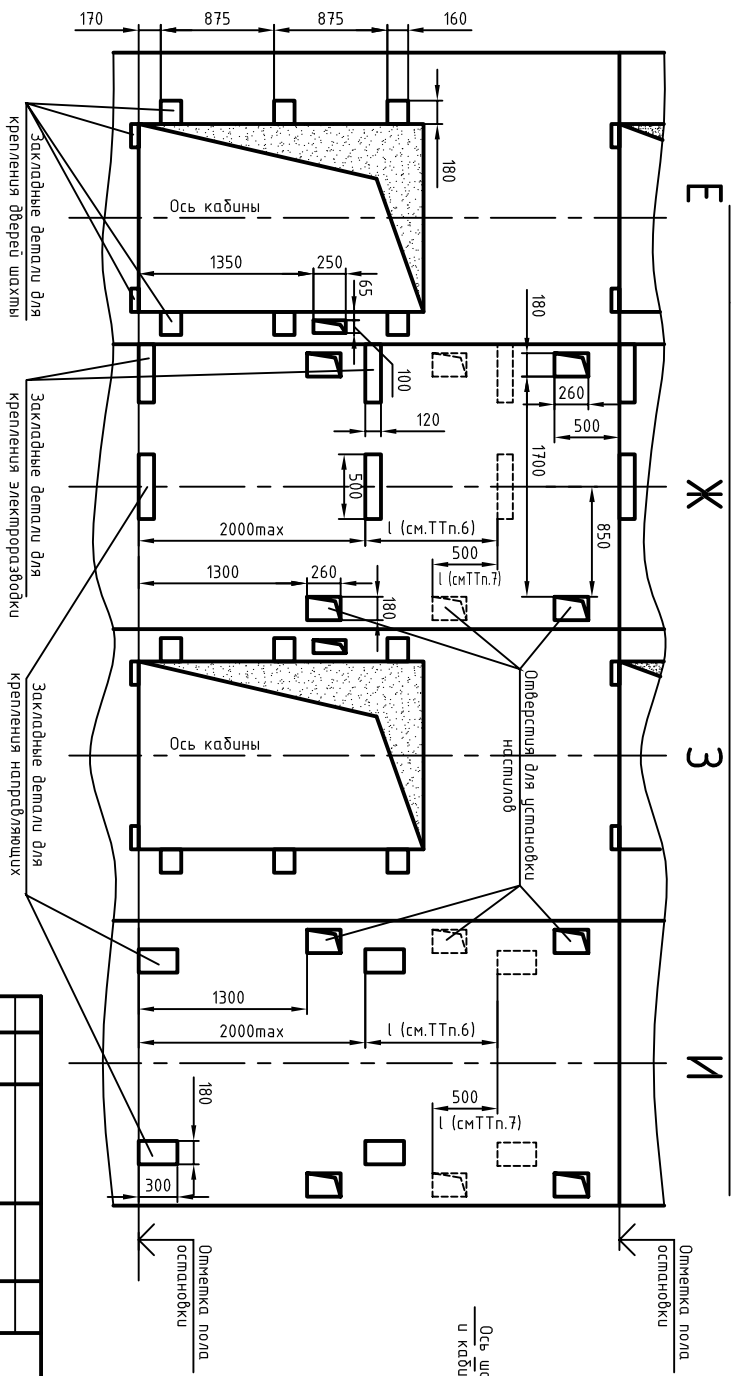 Е
Ж
З
И
170
875
875
160
180
Ось кабины
1350
250
65
100
180
260
500
1700
850
120
500
2000max
l (см.ТТп.6)
500
l (смТТп.7)
1300
260
180
Ось кабины
Отверстия для установки
настилов
1300
2000max
l (см.ТТп.6)
500
l (смТТп.7)
180
300
Закладные детали для
крепления дверей шахты
Закладные детали для
крепления электроразводки
Закладные детали для
крепления направляющих
Отметка пола
остановки
Отметка пола
остановки
Ось